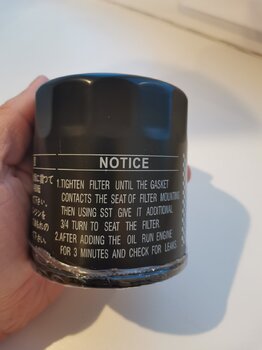 NOTICE
1.TIGHTEN FILTER UNTIL THE GASKET
CONTACTS THE SEAT OF FILTER MOUNTING
THEN USING SST GIVE IT ADDITIONAL
3/4 TURN TO SEAT THE FILTER.
2.AFTER ADDING THE OIL RUN ENGINE
FOR 3 MINUTES AND CHECK FOR LEAKS.